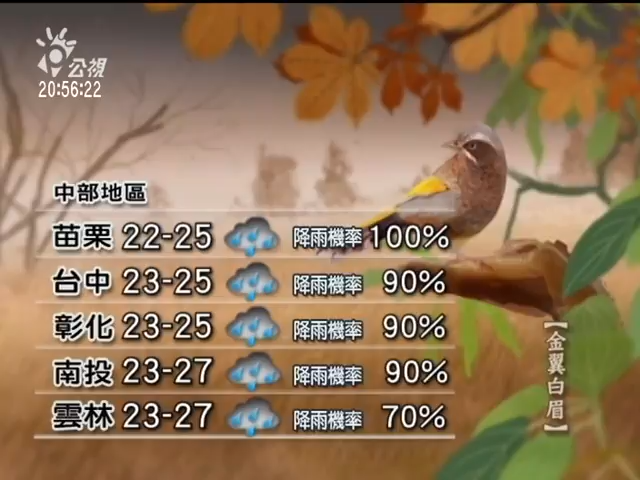 公視
20:56:22
中部地區
苗栗 22-25 降雨機率 100%
台中 23-25 降雨機率 90%
彰化 23-25 降雨機率 90%
南投 23-27 降雨機率 90%
雲林 23-27 降雨機率 70%
【金翼白眉】